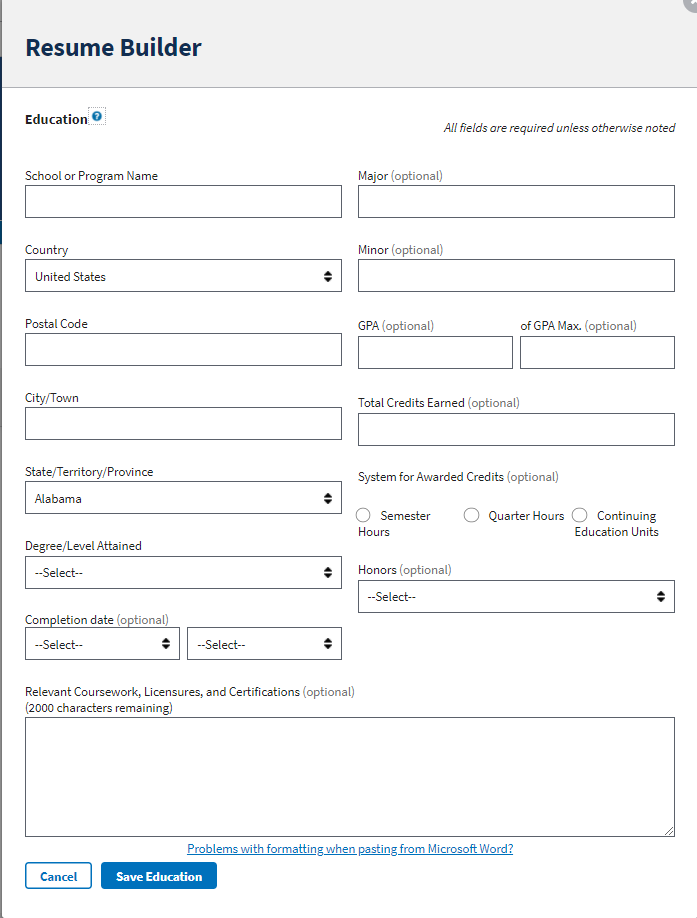 Resume Builder
Education ?
All fields are required unless otherwise noted
School or Program Name
Major (optional)
Country
United States
Minor (optional)
Postal Code
GPA (optional)
of GPA Max. (optional)
City/Town
Total Credits Earned (optional)
State/Territory/Province
Alabama
System for Awarded Credits (optional)
Semester
Hours
Quarter Hours
Continuing
Education Units
Degree/Level Attained
--Select--
Honors (optional)
--Select--
Completion date (optional)
--Select--
--Select--
Relevant Coursework, Licensures, and Certifications (optional)
(2000 characters remaining)
Problems with formatting when pasting from Microsoft Word?
Cancel
Save Education